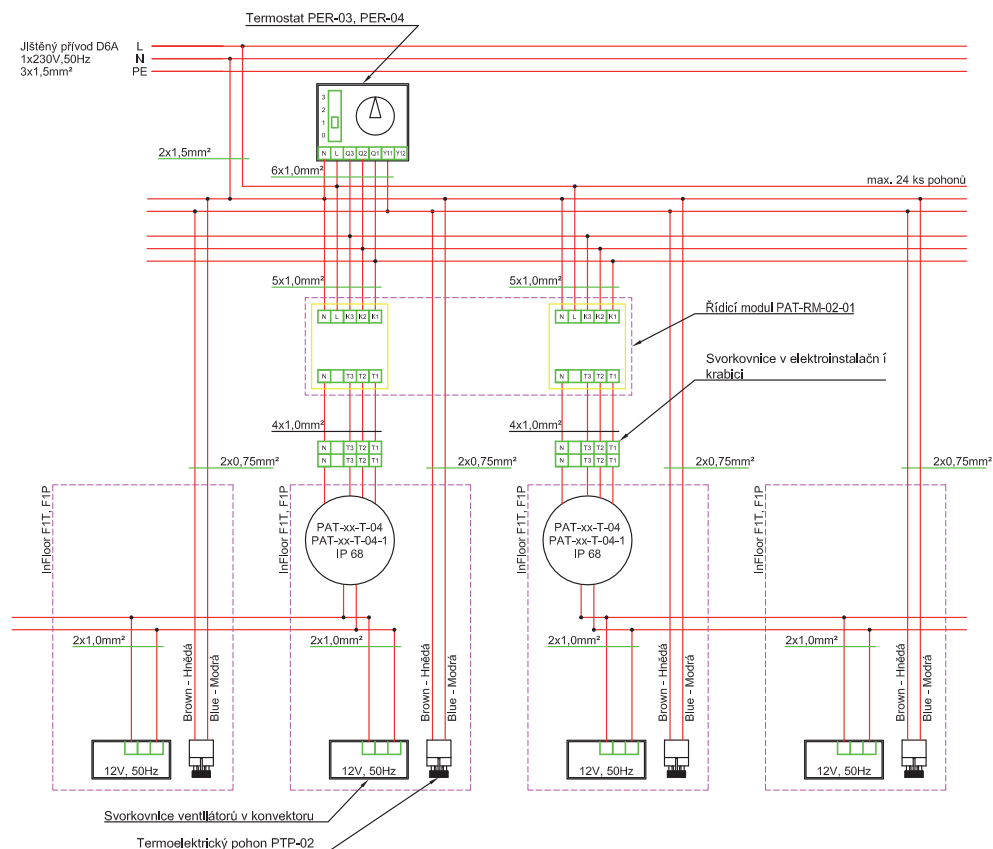 Termostat PER-03, PER-04
Jištěný přívod D6A L
1x230V,50Hz N
3x1,5mm² PE
3
2
1
0
N L Q3 Q2 Q1 Y11 Y12
2x1,5mm²
6x1,0mm²
max. 24 ks pohonů
5x1,0mm² 5x1,0mm²
Řídicí modul PAT-RM-02-01
N L K3 K2 K1 N L K3 K2 K1
Svorkovnice v elektroinstalačn í
krabici
N T3 T2 T1 N T3 T2 T1
4x1,0mm² 4x1,0mm²
N T3 T2 T1 N T3 T2 T1
N T3 T2 T1 N T3 T2 T1
2x0,75mm² 2x0,75mm² 2x0,75mm² 2x0,75mm²
InFloor F1T, F1P InFloor F1T, F1P InFloor F1T, F1P InFloor F1T, F1P
PAT-xx-T-04 PAT-xx-T-04
PAT-xx-T-04-1 PAT-xx-T-04-1
IP 68 IP 68
2x1,0mm² 2x1,0mm² 2x1,0mm² 2x1,0mm²
Brown - Hnědá Blue - Modrá Brown - Hnědá Blue - Modrá Brown - Hnědá Blue - Modrá Brown - Hnědá Blue - Modrá
12V, 50Hz 12V, 50Hz 12V, 50Hz 12V, 50Hz
Svorkovnice ventilátorů v konvektoru
Termoelektrický pohon PTP-02